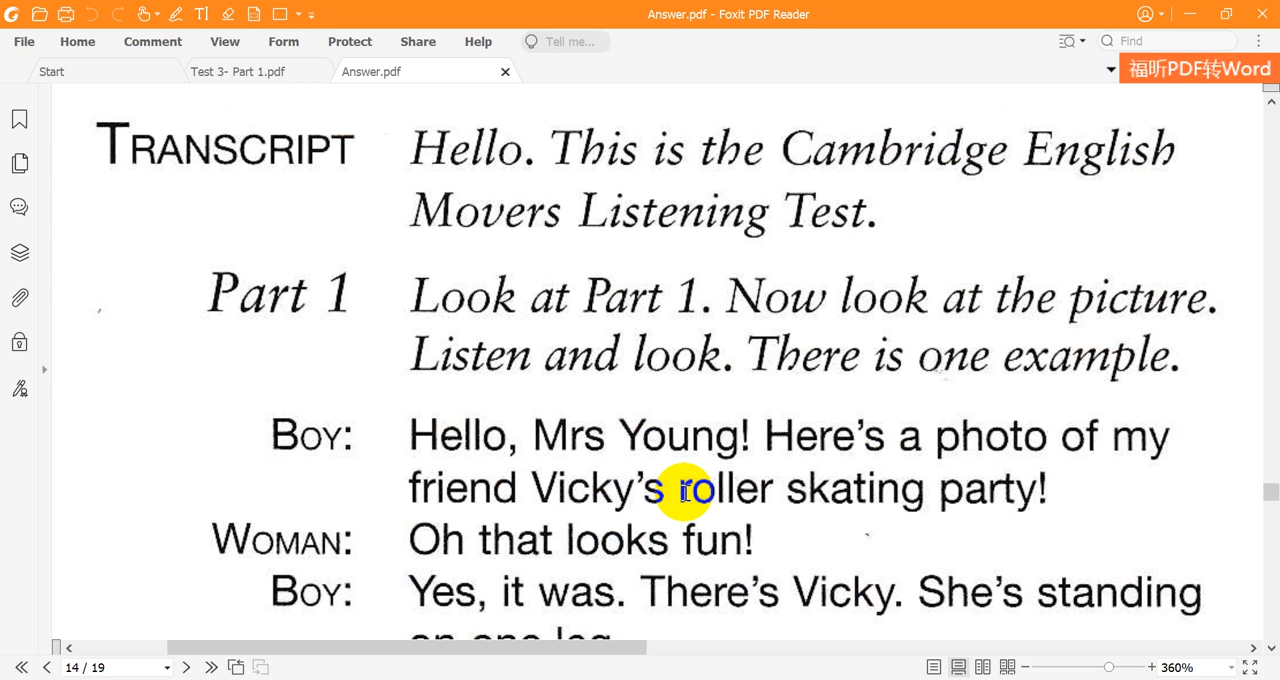 Answer.pdf - Foxit PDF Reader
File Home Comment View Form Protect Share Help Tell me... Find
Start Test 3- Part 1.pdf Answer.pdf 福昕PDF转Word
TRANSCRIPT Hello. This is the Cambridge English
Movers Listening Test.
Part 1 Look at Part 1. Now look at the picture.
Listen and look. There is one example.
BOY: Hello, Mrs Young! Here's a photo of my
friend Vicky's roller skating party!
WOMAN: Oh that looks fun!
BOY: Yes, it was. There's Vicky. She's standing
on one leg
14 / 19 360%